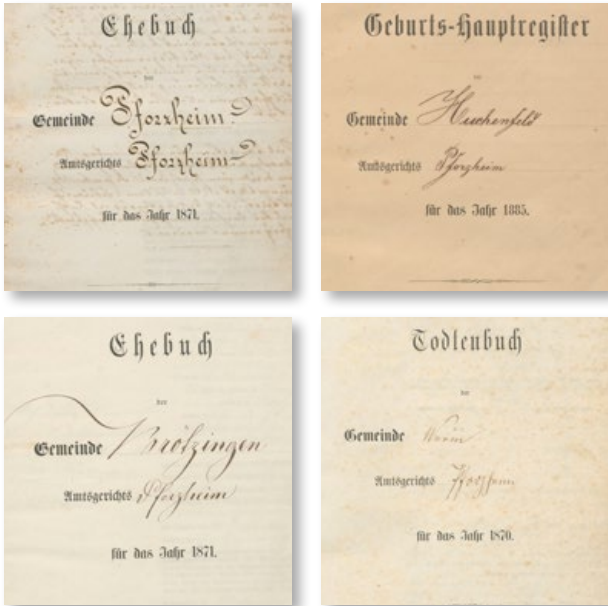 Ehebuch
der
Gemeinde Pforzheim
Amtsgerichts Pforzheim
für das Jahr 1871.
Geburts-Hauptregister
der
Gemeinde Huchenfeld
Amtsgerichts Pforzheim
für das Jahr 1885.
Ehebuch
der
Gemeinde Brötzingen
Amtsgerichts Pforzheim
für das Jahr 1871.
Todtenbuch
der
Gemeinde Würm
Amtsgerichts Pforzheim
für das Jahr 1870.